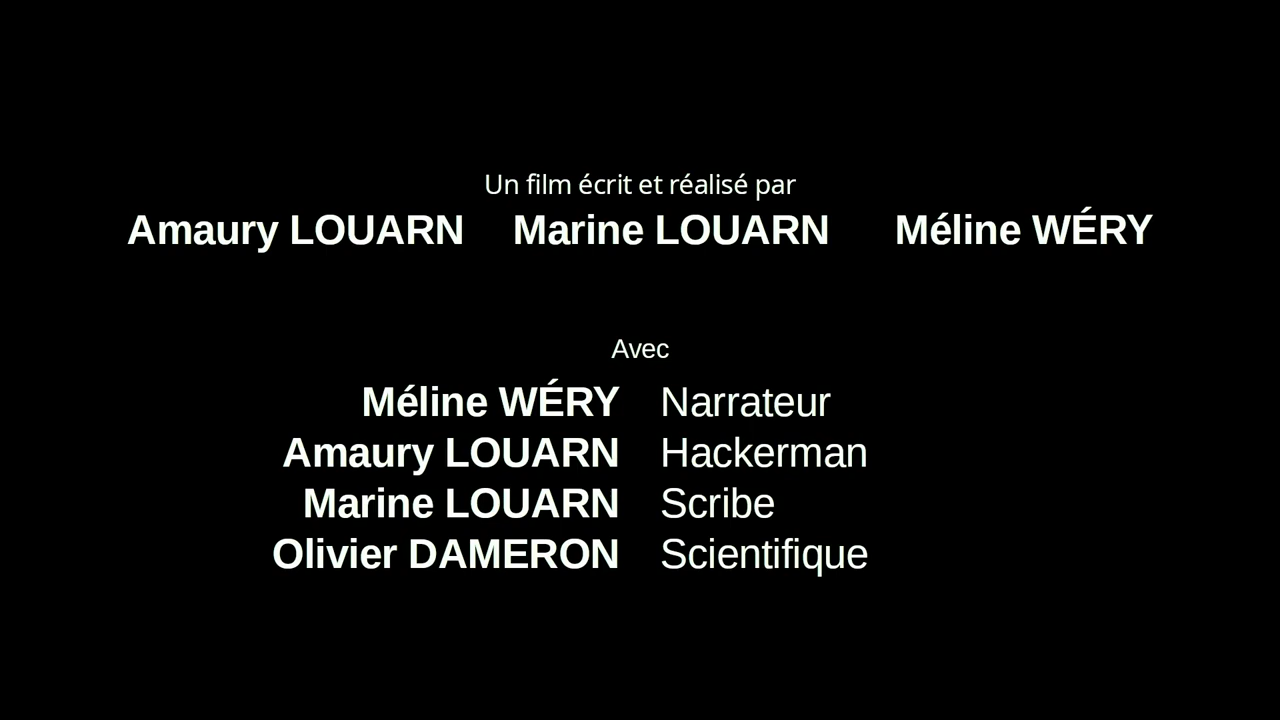 Un film écrit et réalisé par
Amaury LOUARN Marine LOUARN Méline WÉRY
Avec
Méline WÉRY Narrateur
Amaury LOUARN Hackerman
Marine LOUARN Scribe
Olivier DAMERON Scientifique